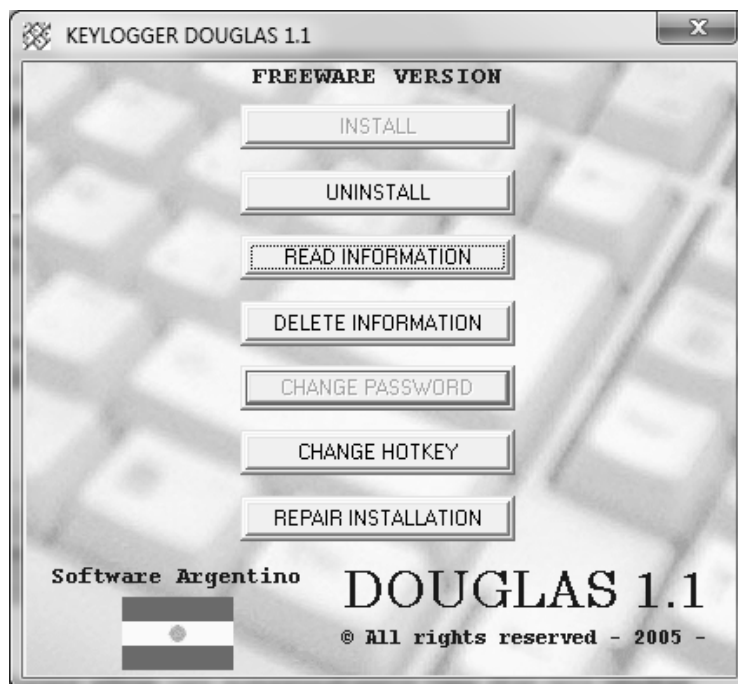 KEYLOGGER DOUGLAS 1.1
FREEWARE VERSION
INSTALL
UNINSTALL
READ INFORMATION
DELETE INFORMATION
CHANGE PASSWORD
CHANGE HOTKEY
REPAIR INSTALLATION
Software Argentino
DOUGLAS 1.1
© All rights reserved - 2005 -